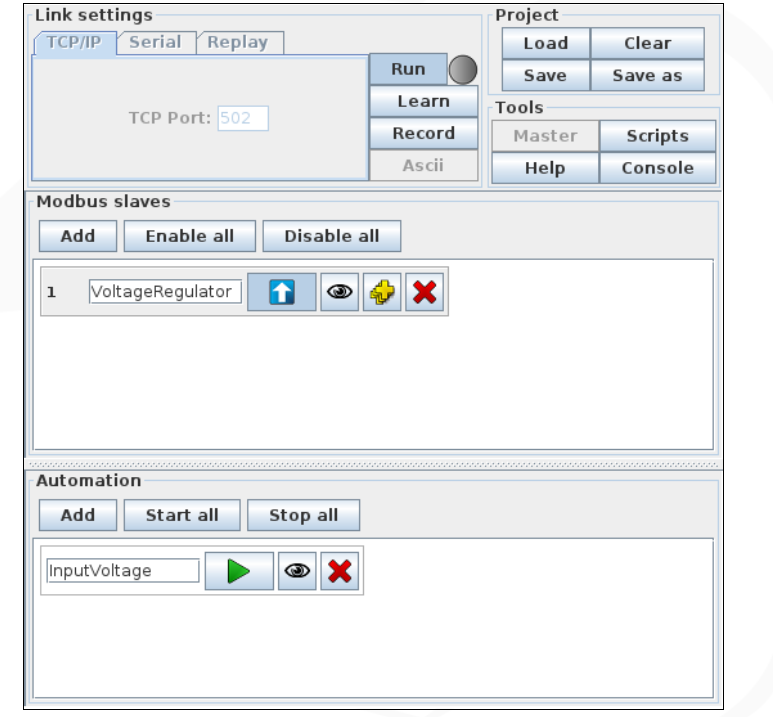 Link settings
TCP/IP Serial Replay
TCP Port: 502
Run
Learn
Record
Ascii
Project
Load Clear
Save Save as
Tools
Master Scripts
Help Console
Modbus slaves
Add Enable all Disable all
1 VoltageRegulator
Automation
Add Start all Stop all
InputVoltage